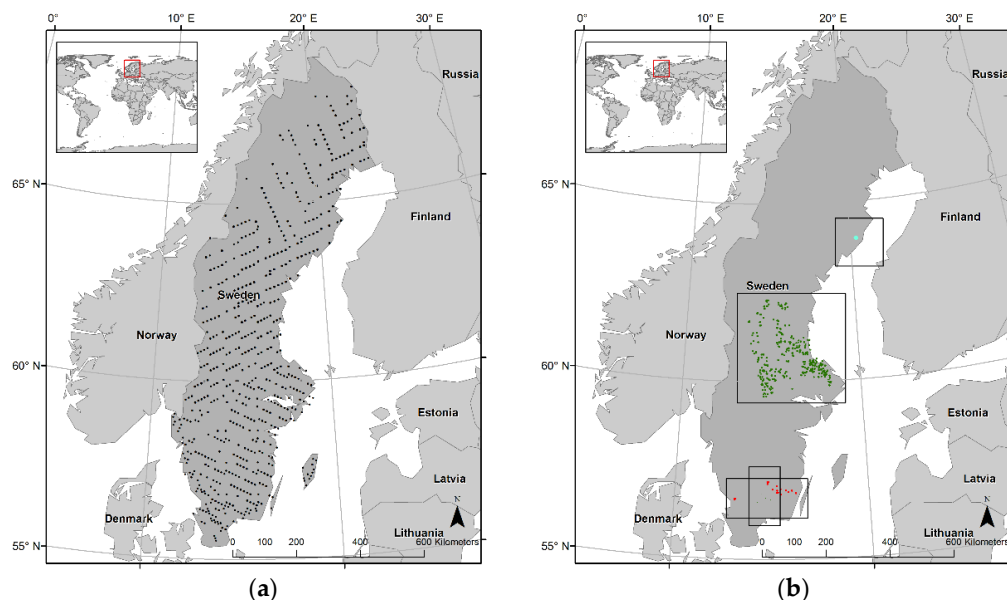 0° 10° E 20° E 30° E
Russia
65° N
Finland
Sweden
Norway
60° N
Estonia
Latvia
N
Denmark
Lithuania
55° N
0 100 200 400 600 Kilometers
(a)
0° 10° E 20° E 30° E
Russia
65° N
Finland
Sweden
Norway
60° N
Estonia
Latvia
N
Denmark
Lithuania
55° N
0 100 200 400 600 Kilometers
(b)